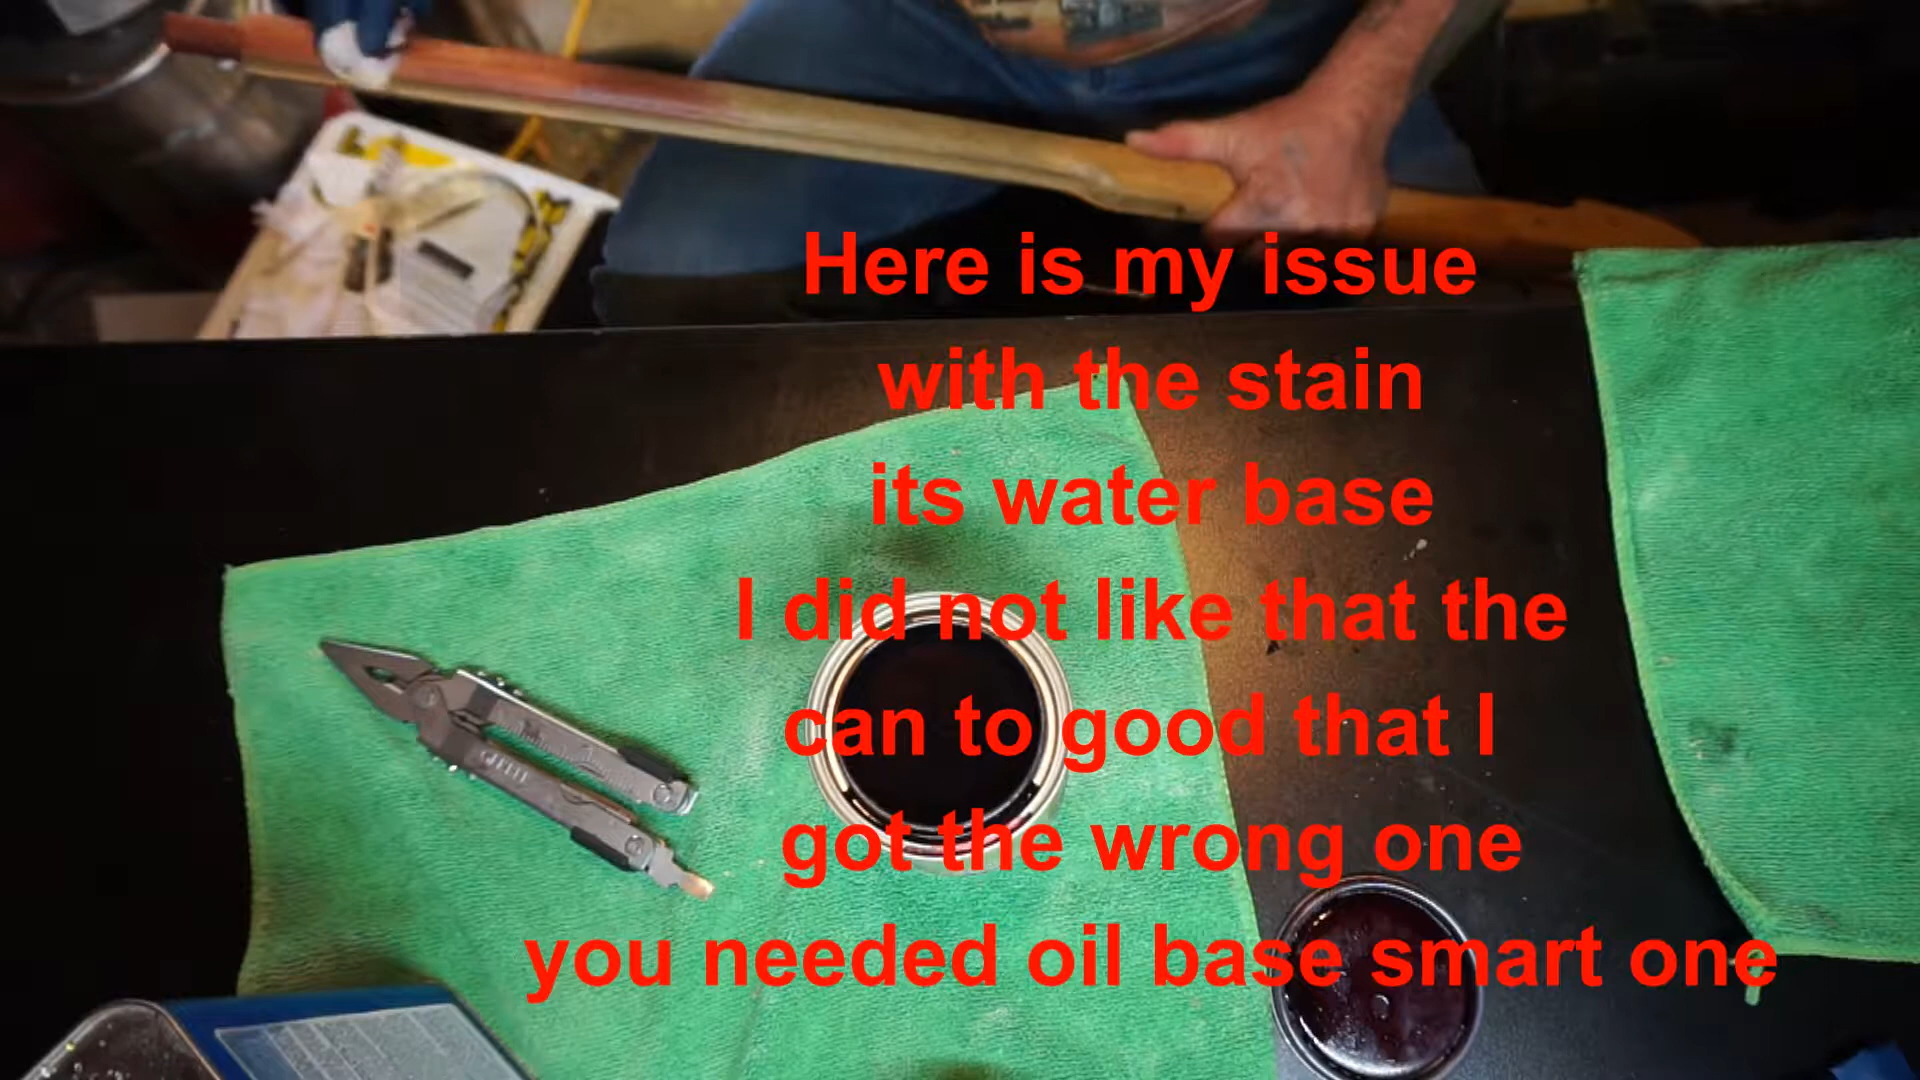 Here is my issue
with the stain
its water base
I did not like that the
can to good that I
got the wrong one
you needed oil base smart one